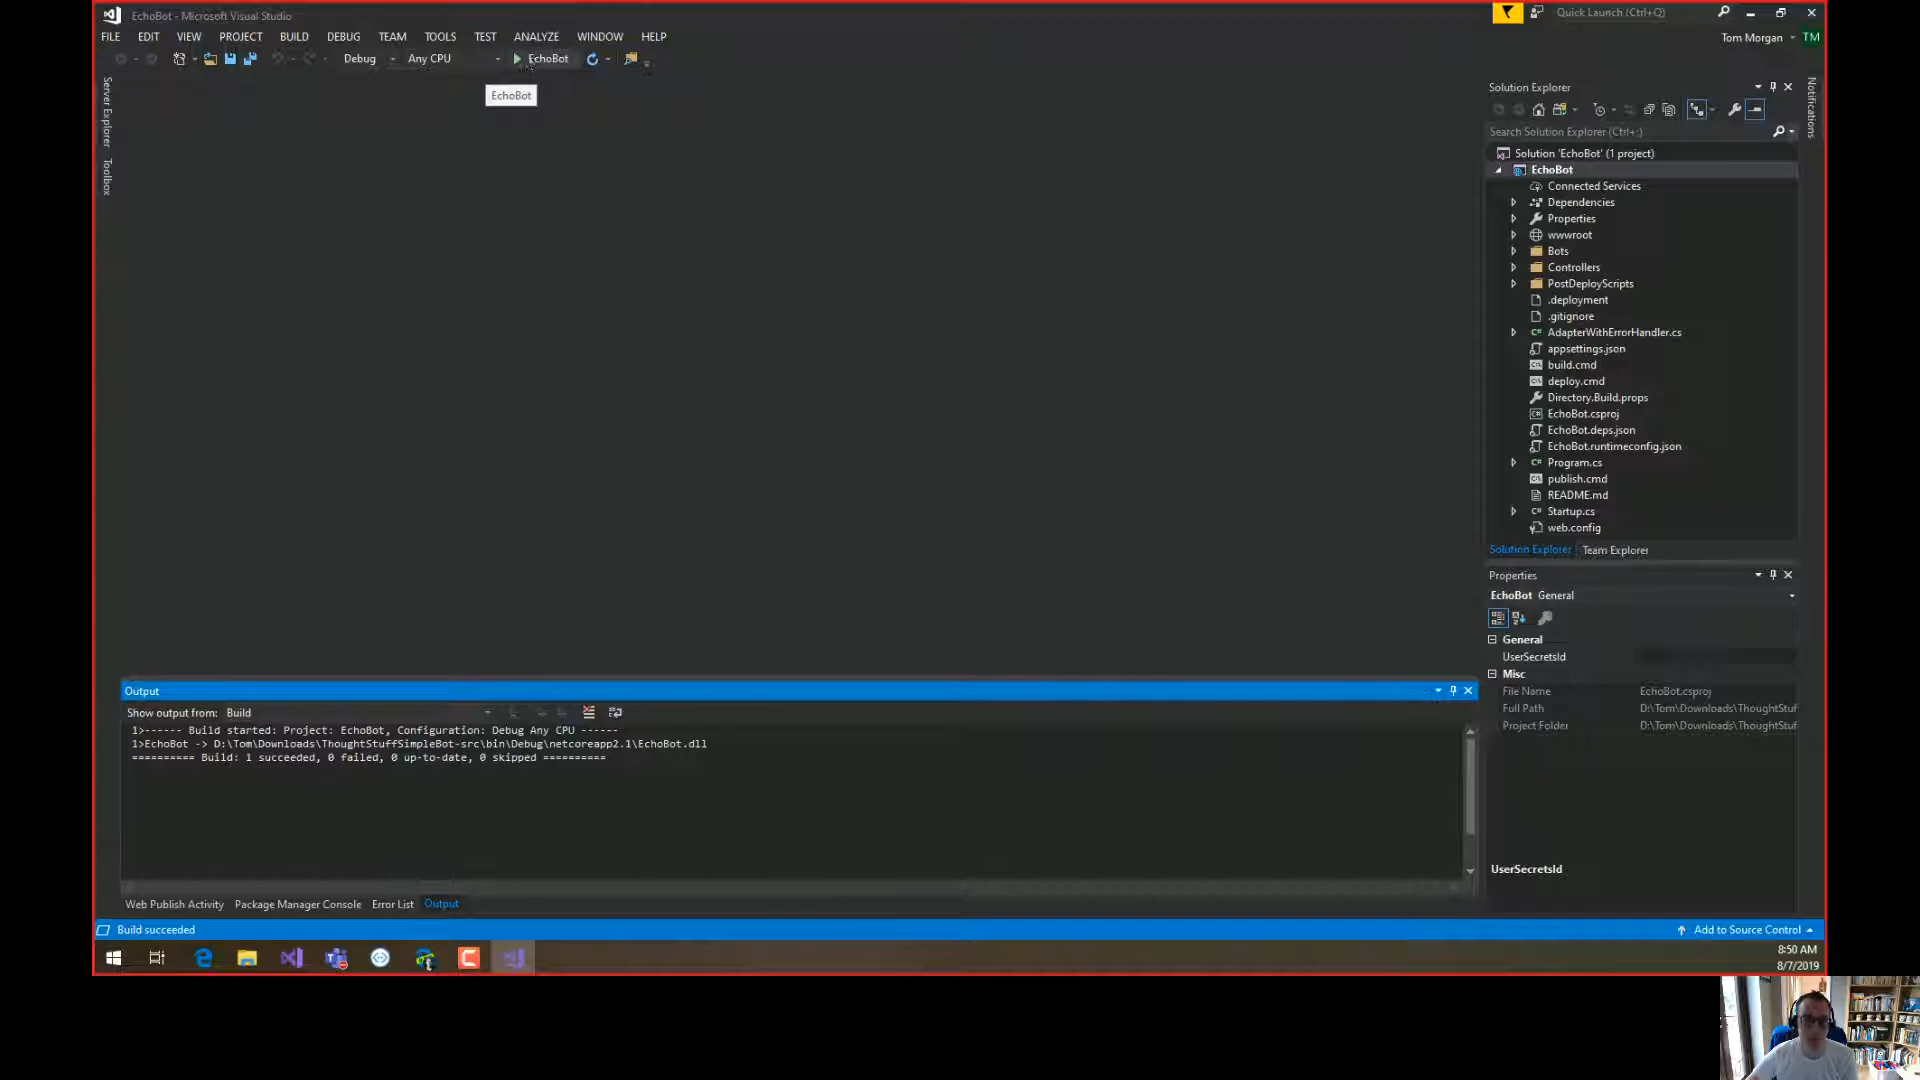 EchoBot - Microsoft Visual Studio
Quick Launch (Ctrl+Q)
FILE EDIT VIEW PROJECT BUILD DEBUG TEAM TOOLS TEST ANALYZE WINDOW HELP
Tom Morgan TM
Debug Any CPU EchoBot
EchoBot
Server Explorer
Toolbox
Notifications
Solution Explorer
Search Solution Explorer (Ctrl+;)
Solution 'EchoBot' (1 project)
EchoBot
Connected Services
Dependencies
Properties
wwwroot
Bots
Controllers
PostDeployScripts
.deployment
.gitignore
AdapterWithErrorHandler.cs
appsettings.json
build.cmd
deploy.cmd
Directory.Build.props
EchoBot.csproj
EchoBot.deps.json
EchoBot.runtimeconfig.json
Program.cs
publish.cmd
README.md
Startup.cs
web.config
Solution Explorer Team Explorer
Properties
EchoBot General
General
UserSecretsId
Misc
File Name EchoBot.csproj
Full Path D:\Tom\Downloads\ThoughtStuf
Project Folder D:\Tom\Downloads\ThoughtStuf
UserSecretsId
Output
Show output from: Build
1>------ Build started: Project: EchoBot, Configuration: Debug Any CPU ------
1>EchoBot -> D:\Tom\Downloads\ThoughtStuffSimpleBot-src\bin\Debug\netcoreapp2.1\EchoBot.dll
========== Build: 1 succeeded, 0 failed, 0 up-to-date, 0 skipped ==========
Web Publish Activity Package Manager Console Error List Output
Build succeeded
Add to Source Control
8:50 AM
8/7/2019